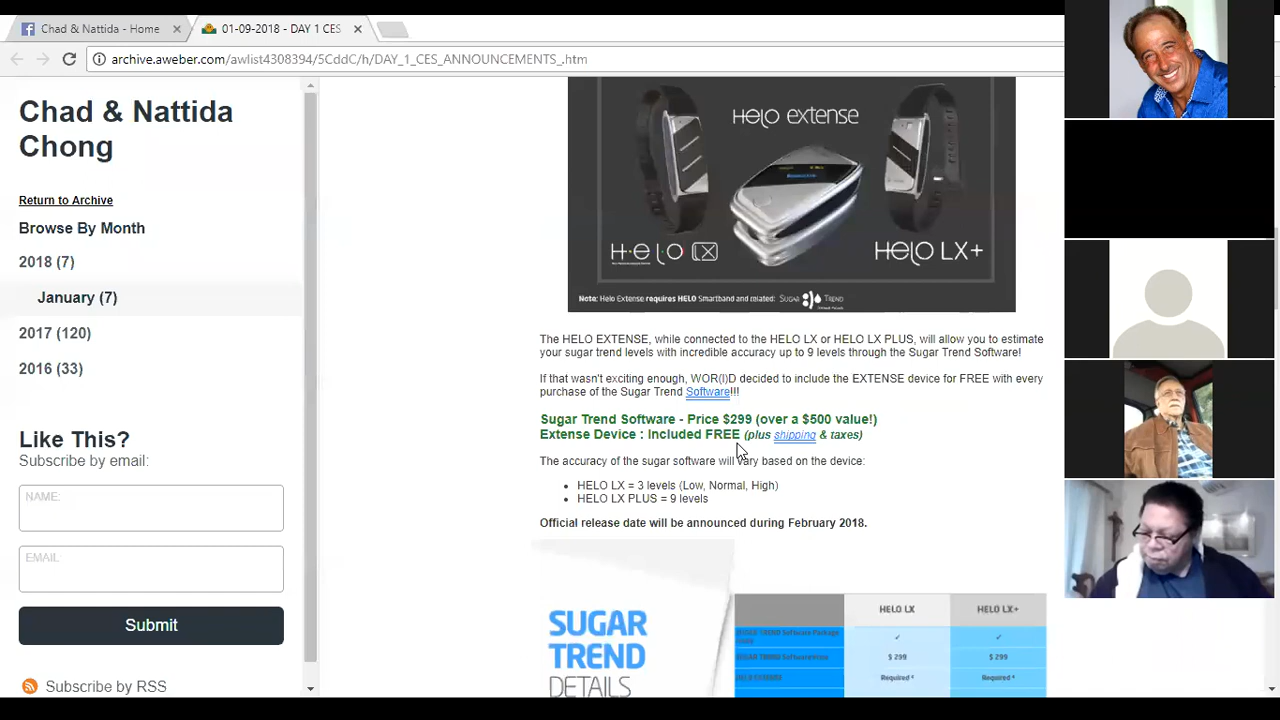 Chad & Nattida - Home
01-09-2018 - DAY 1 CES
archive.aweber.com/awlist4308394/5CddC/h/DAY_1_CES_ANNOUNCEMENTS_.htm
Chad & Nattida
Chong
Return to Archive
Browse By Month
2018 (7)
January (7)
2017 (120)
2016 (33)
Like This?
Subscribe by email:
NAME:
EMAIL:
Submit
Subscribe by RSS
Helo extense
Helo LX
Helo LX+
Note: Helo Extense requires HELO Smartband and related: SUGAR TREND
The HELO EXTENSE, while connected to the HELO LX or HELO LX PLUS, will allow you to estimate
your sugar trend levels with incredible accuracy up to 9 levels through the Sugar Trend Software!
If that wasn't exciting enough, WOR(l)D decided to include the EXTENSE device for FREE with every
purchase of the Sugar Trend Software!!!
Sugar Trend Software - Price $299 (over a $500 value!)
Extense Device : Included FREE (plus shipping & taxes)
The accuracy of the sugar software will vary based on the device:
• HELO LX = 3 levels (Low, Normal, High)
• HELO LX PLUS = 9 levels
Official release date will be announced during February 2018.
SUGAR
TREND
DETAILS
HELO LX HELO LX+
✓ ✓
$ 299 $ 299
HELO EXTENSE Required Required